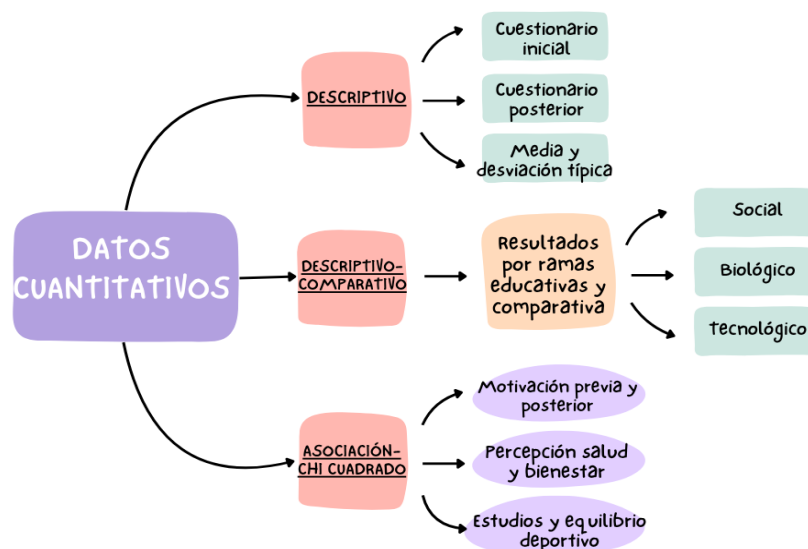 Cuestionario
inicial
DESCRIPTIVO
Cuestionario
posterior
Media y
desviación típica
DATOS
CUANTITATIVOS
DESCRIPTIVO-
COMPARATIVO
Resultados
por ramas
educativas y
comparativa
Social
Biológico
Tecnológico
ASOCIACIÓN-
CHI CUADRADO
Motivación previa y
posterior
Percepción salud
y bienestar
Estudios y equilibrio
deportivo